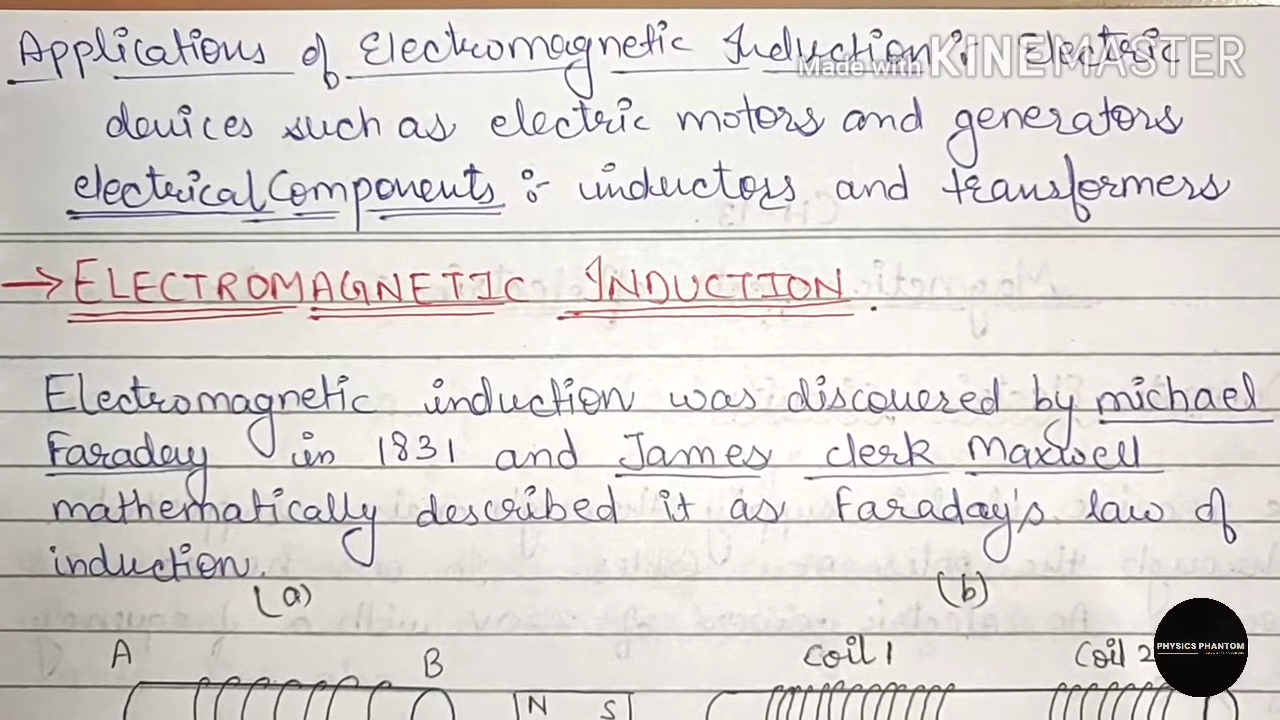 Applications of Electromagnetic Induction :- Electric
Made with KINEMASTER
devices such as electric motors and generators
electrical Components :- inductors and transformers
→ ELECTROMAGNETIC INDUCTION.
Electromagnetic induction was discovered by michael
Faraday in 1831 and James clerk Maxwell
mathematically described it as Faraday's law of
induction.
(a) (b)
A B coil 1 coil 2
N S
PHYSICS PHANTOM